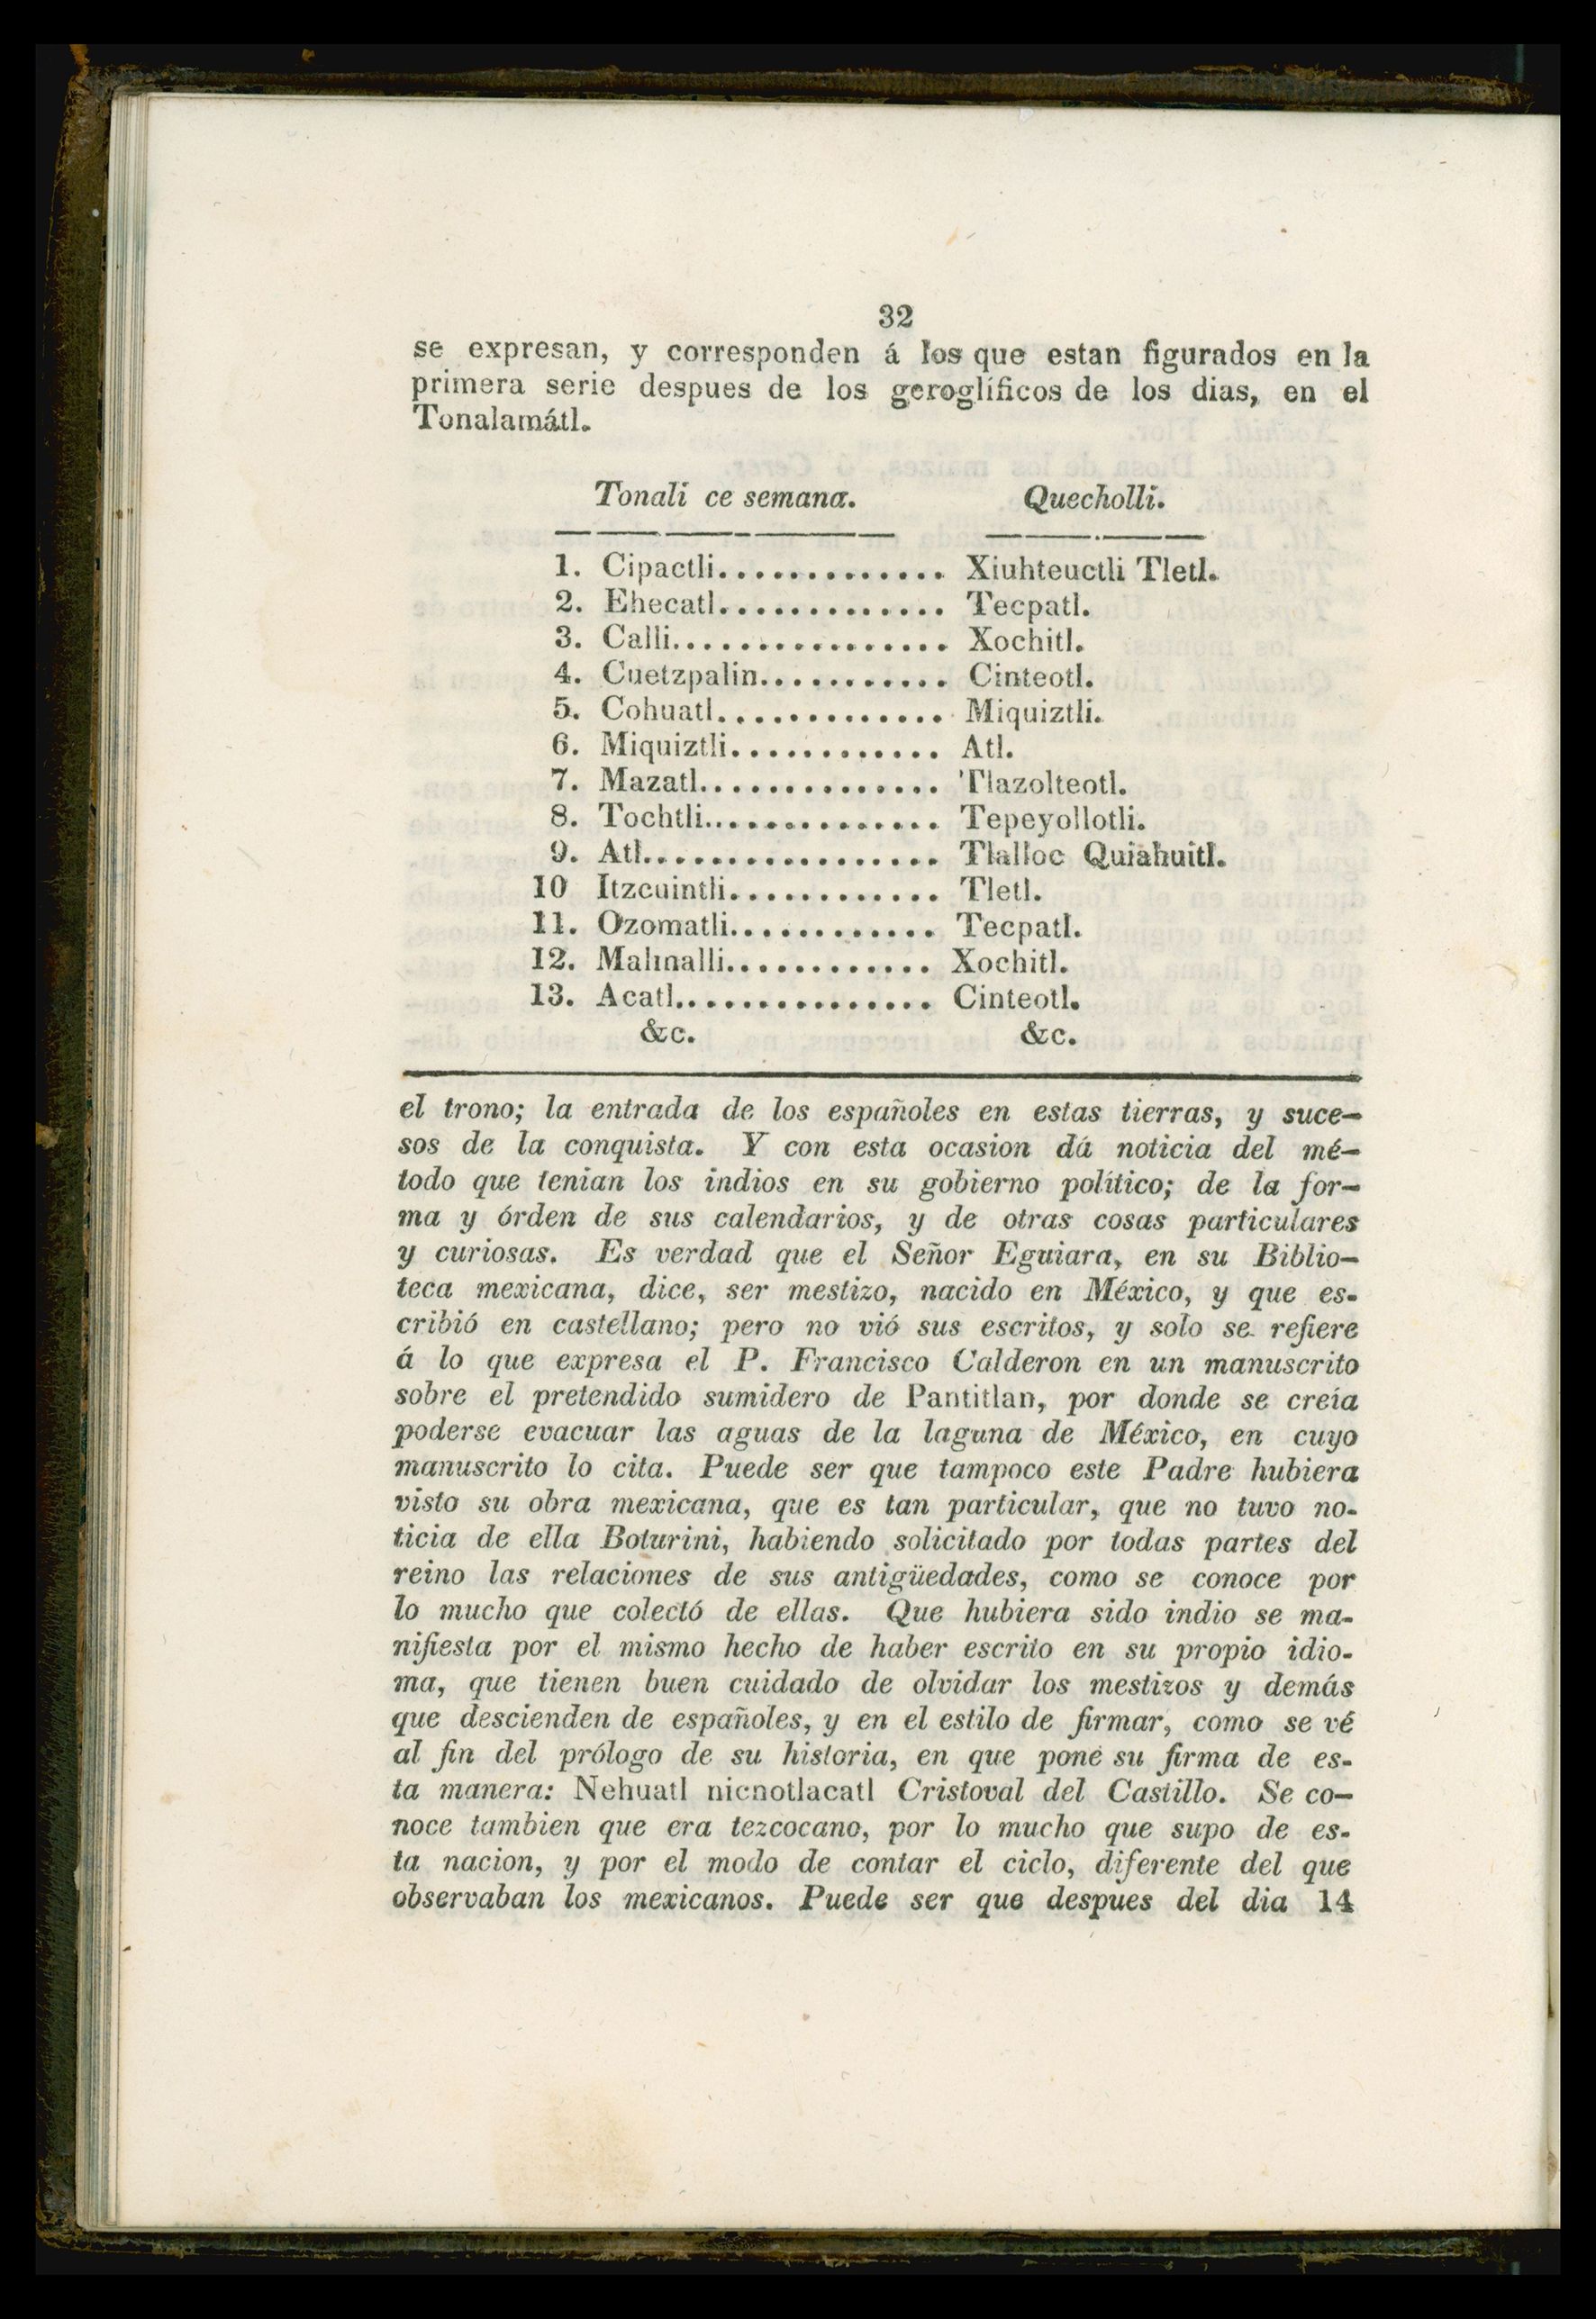 32
se expresan, y corresponden á los que estan figurados en la
primera serie despues de los geroglíficos de los dias, en el
Tonalamátl.
Tonali ce semana. Quecholli.
1. Cipactli............. Xiuhteuctli Tletl.
2. Ehecatl............. Tecpatl.
3. Calli................ Xochitl.
4. Cuetzpalin........... Cinteotl.
5. Cohuatl............. Miquiztli.
6. Miquiztli............ Atl.
7. Mazatl.............. Tlazolteotl.
8. Tochtli.............. Tepeyollotli.
9. Atl................. Tlalloc Quiahuitl.
10 Itzcuintli............ Tletl.
11. Ozomatli............ Tecpatl.
12. Malinalli............ Xochitl.
13. Acatl............... Cinteotl.
&c. &c.
el trono; la entrada de los españoles en estas tierras, y suce-
sos de la conquista. Y con esta ocasion dá noticia del mé-
todo que tenian los indios en su gobierno político; de la for-
ma y órden de sus calendarios, y de otras cosas particulares
y curiosas. Es verdad que el Señor Eguiara, en su Biblio-
teca mexicana, dice, ser mestizo, nacido en México, y que es-
cribió en castellano; pero no vió sus escritos, y solo se refiere
á lo que expresa el P. Francisco Calderon en un manuscrito
sobre el pretendido sumidero de Pantitlan, por donde se creía
poderse evacuar las aguas de la laguna de México, en cuyo
manuscrito lo cita. Puede ser que tampoco este Padre hubiera
visto su obra mexicana, que es tan particular, que no tuvo no-
ticia de ella Boturini, habiendo solicitado por todas partes del
reino las relaciones de sus antigüedades, como se conoce por
lo mucho que colectó de ellas. Que hubiera sido indio se ma-
nifiesta por el mismo hecho de haber escrito en su propio idio-
ma, que tienen buen cuidado de olvidar los mestizos y demás
que descienden de españoles, y en el estilo de firmar, como se vé
al fin del prólogo de su historia, en que pone su firma de es-
ta manera: Nehuatl nicnotlacatl Cristoval del Castillo. Se co-
noce tambien que era tezcocano, por lo mucho que supo de es-
ta nacion, y por el modo de contar el ciclo, diferente del que
observaban los mexicanos. Puede ser que despues del dia 14